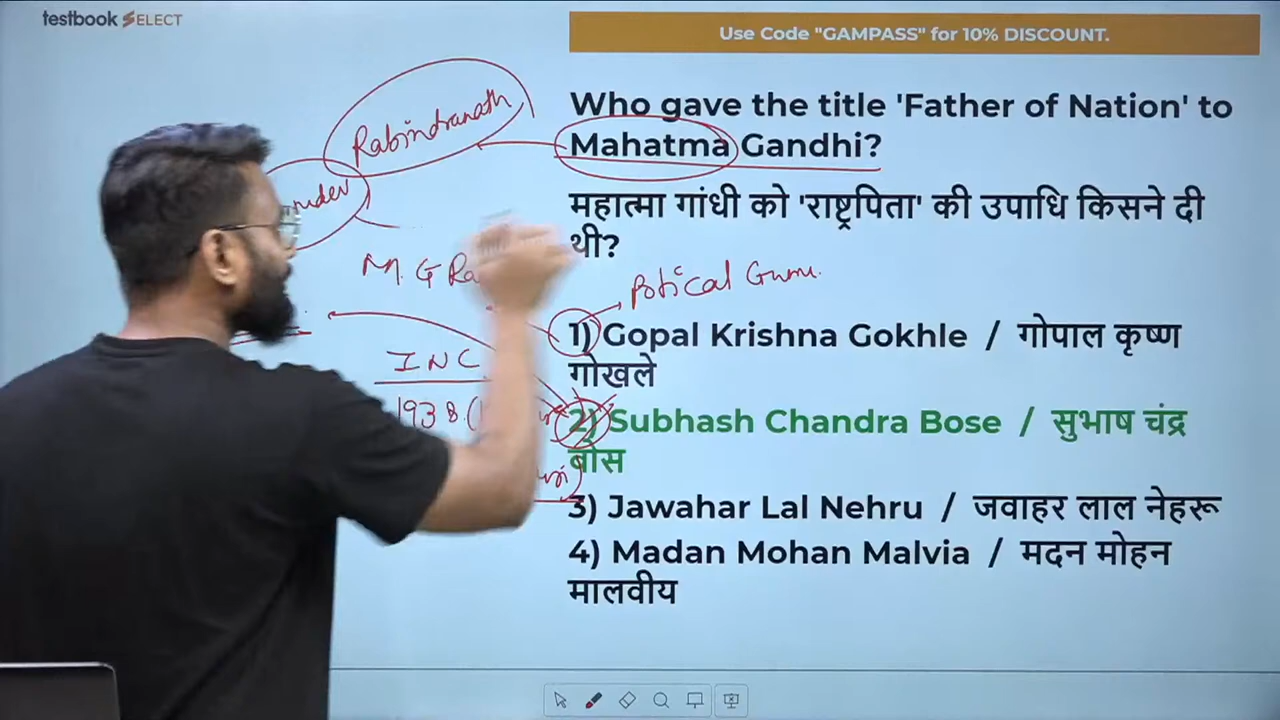 testbook SELECT
Use Code "GAMPASS" for 10% DISCOUNT.
Who gave the title 'Father of Nation' to
Mahatma Gandhi?
महात्मा गांधी को 'राष्ट्रपिता' की उपाधि किसने दी
थी?
1) Gopal Krishna Gokhle / गोपाल कृष्ण
गोखले
2) Subhash Chandra Bose / सुभाष चंद्र
बोस
3) Jawahar Lal Nehru / जवाहर लाल नेहरू
4) Madan Mohan Malvia / मदन मोहन
मालवीय
Rabindranath
M. G
Potical Guru.
INC
1938.